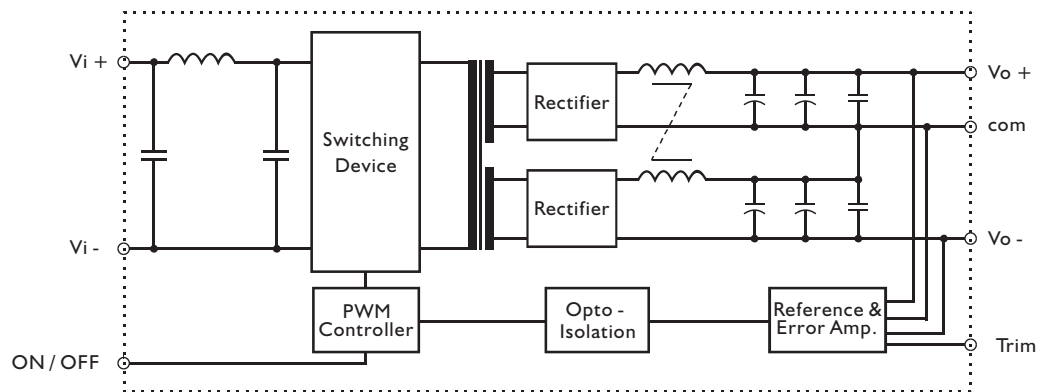 Vi +
Switching
Device
Rectifier
Vo +
com
Rectifier
Vi -
Vo -
PWM
Controller
Opto -
Isolation
Reference &
Error Amp.
Trim
ON / OFF